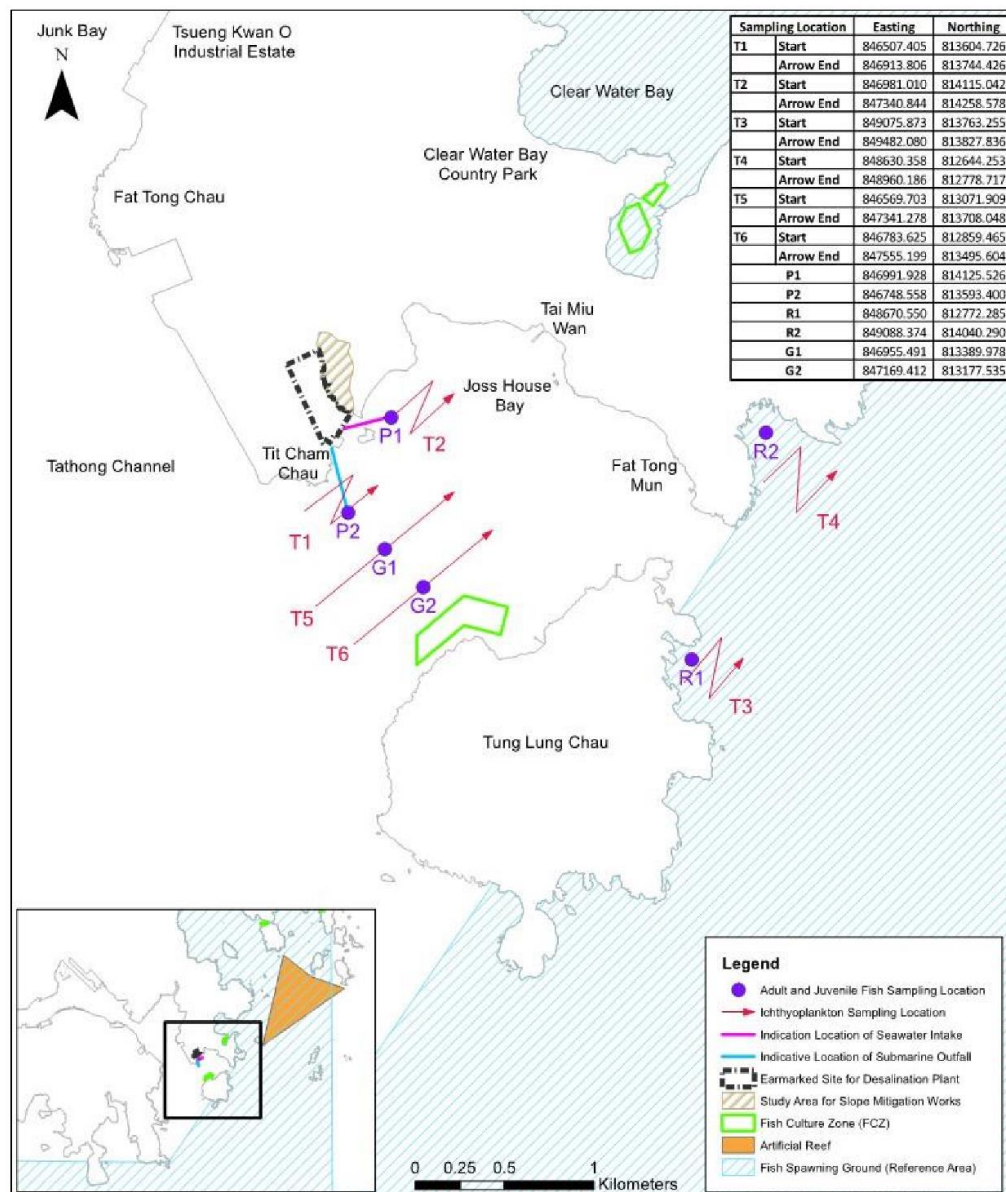 Junk Bay
N
Tsueng Kwan O
Industrial Estate
Clear Water Bay
Clear Water Bay
Country Park
Fat Tong Chau
Tai Miu
Wan
Joss House
Bay
Tathong Channel
Tit Cham
Chau
Fat Tong
Mun
Tung Lung Chau
P1
T2
P2
T1
G1
T5
G2
T6
R2
T4
R1
T3
Sampling Location Easting Northing
T1 Start 846507.405 813604.726
Arrow End 846913.806 813744.426
T2 Start 846981.010 814115.042
Arrow End 847340.844 814258.578
T3 Start 849075.873 813763.255
Arrow End 849482.080 813827.836
T4 Start 848630.358 812644.253
Arrow End 848960.186 812778.717
T5 Start 846569.703 813071.909
Arrow End 847341.278 813708.048
T6 Start 846783.625 812859.465
Arrow End 847555.199 813495.604
P1 846991.928 814125.526
P2 846748.558 813593.400
R1 848670.550 812772.285
R2 849088.374 814040.290
G1 846955.491 813389.978
G2 847169.412 813177.535
Legend
Adult and Juvenile Fish Sampling Location
Ichthyoplankton Sampling Location
Indication Location of Seawater Intake
Indicative Location of Submarine Outfall
Earmarked Site for Desalination Plant
Study Area for Slope Mitigation Works
Fish Culture Zone (FCZ)
Artificial Reef
Fish Spawning Ground (Reference Area)
0 0.25 0.5 1
Kilometers